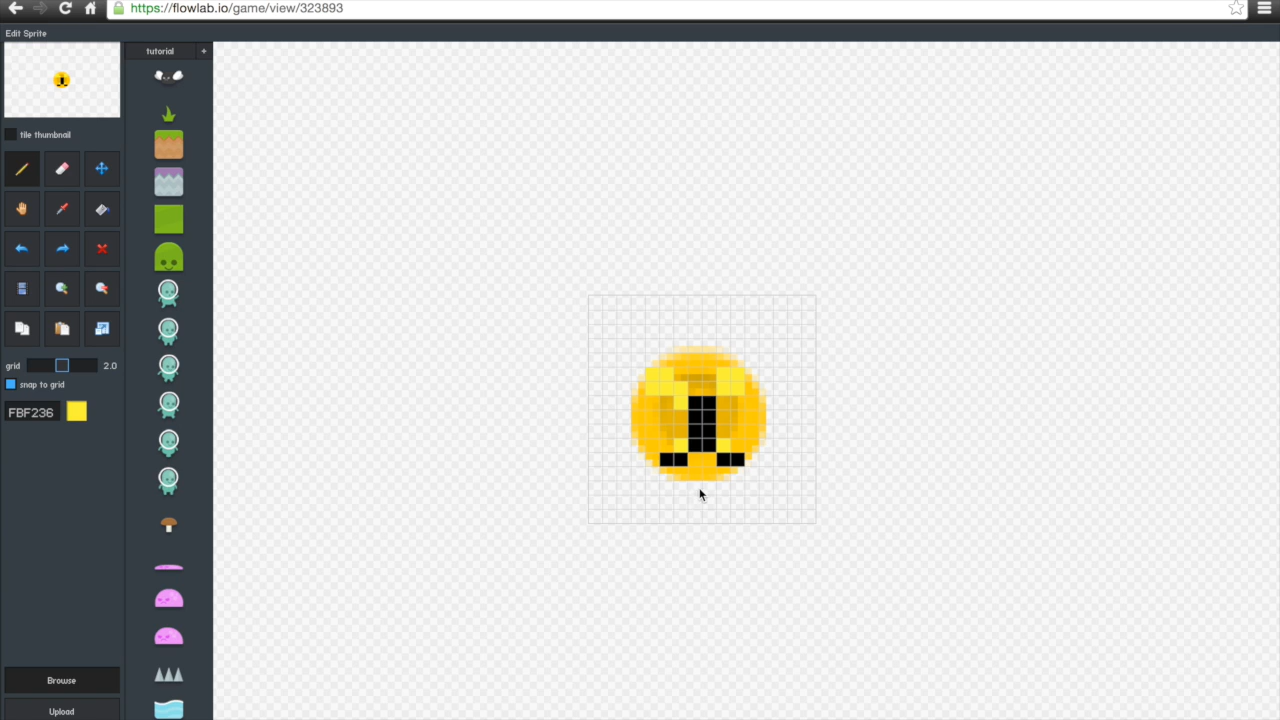 https://flowlab.io/game/view/323893
Edit Sprite
tutorial +
tile thumbnail
grid 2.0
snap to grid
FBF236
Browse
Upload